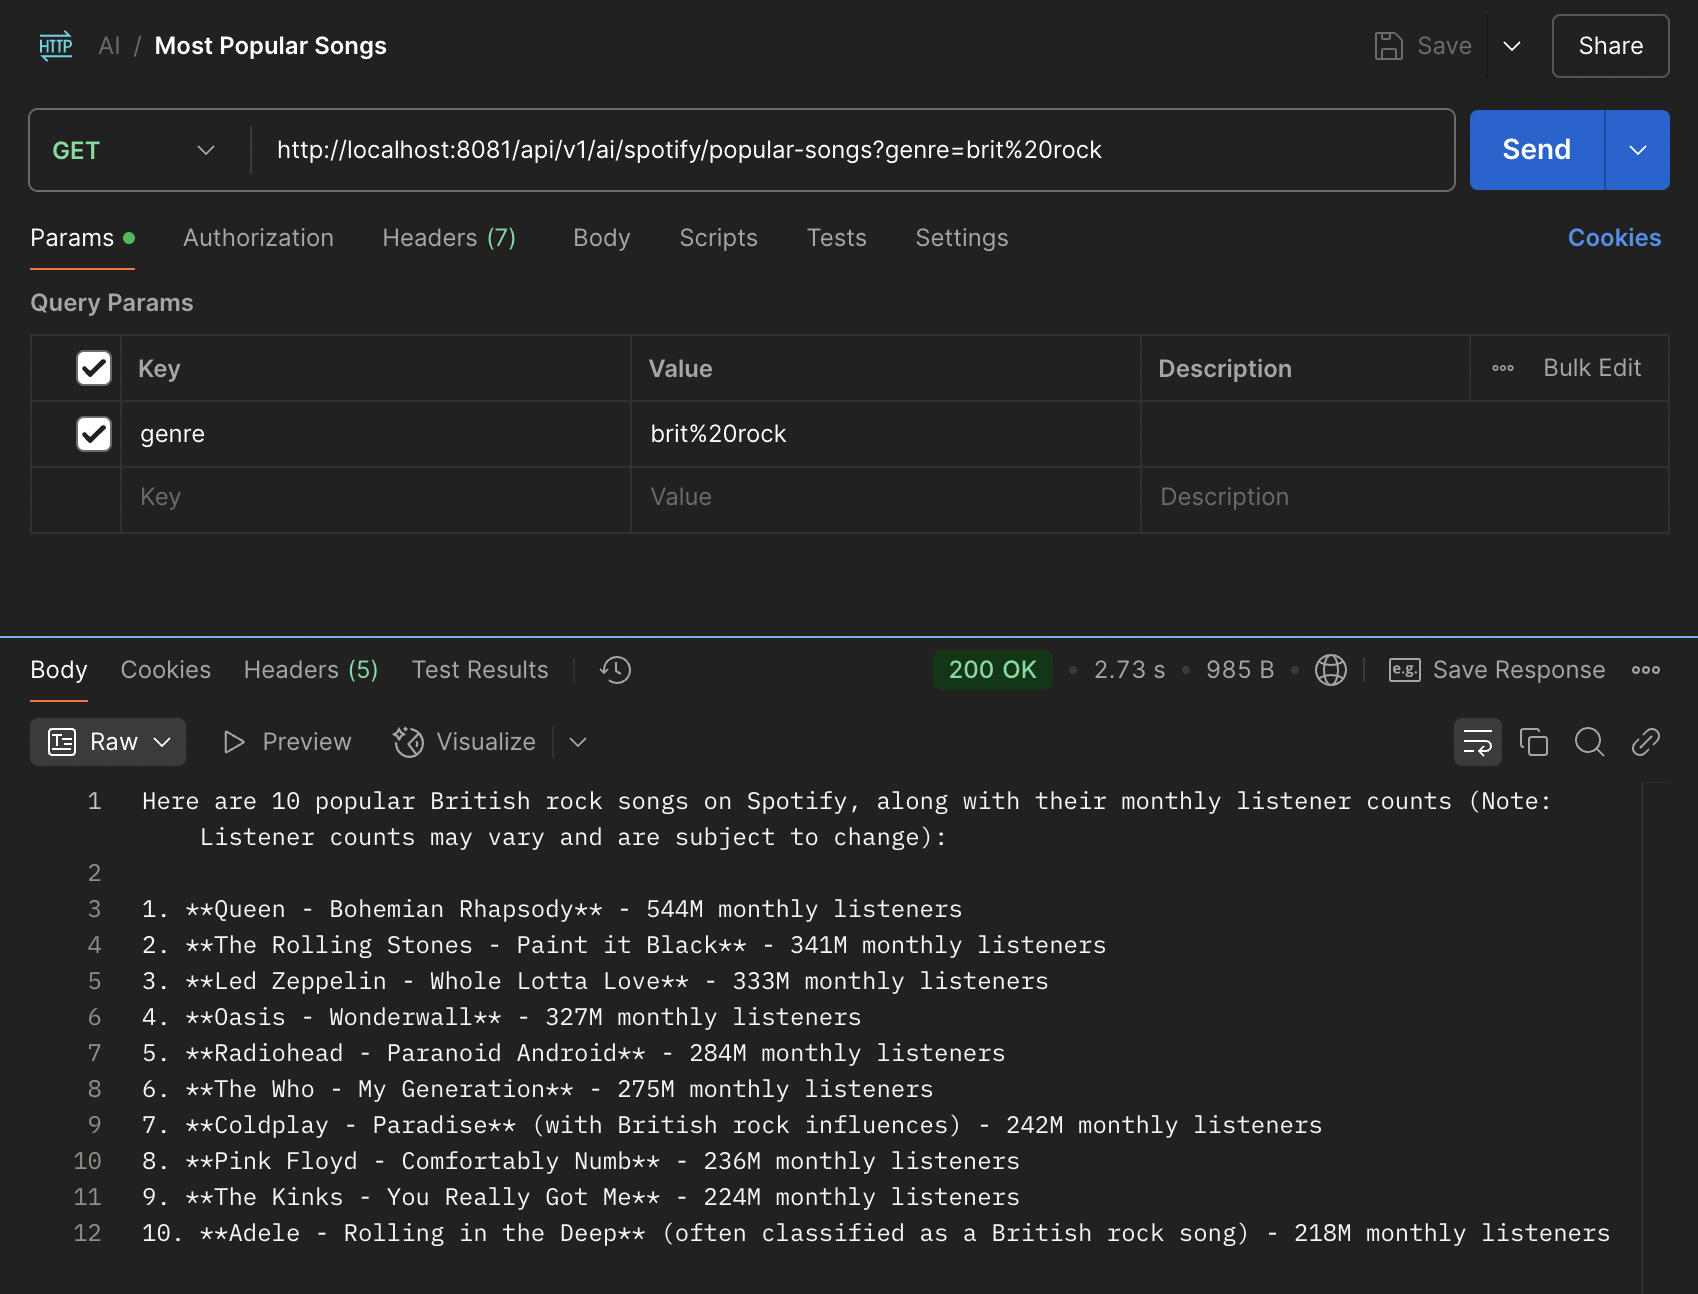 HTTP AI / Most Popular Songs Save Share
GET http://localhost:8081/api/v1/ai/spotify/popular-songs?genre=brit%20rock Send
Params Authorization Headers (7) Body Scripts Tests Settings Cookies
Query Params
Key Value Description Bulk Edit
genre brit%20rock
Key Value Description
Body Cookies Headers (5) Test Results 200 OK • 2.73 s • 985 B • e.g. Save Response
Raw Preview Visualize
1 Here are 10 popular British rock songs on Spotify, along with their monthly listener counts (Note:
Listener counts may vary and are subject to change):
2
3 1. **Queen - Bohemian Rhapsody** - 544M monthly listeners
4 2. **The Rolling Stones - Paint it Black** - 341M monthly listeners
5 3. **Led Zeppelin - Whole Lotta Love** - 333M monthly listeners
6 4. **Oasis - Wonderwall** - 327M monthly listeners
7 5. **Radiohead - Paranoid Android** - 284M monthly listeners
8 6. **The Who - My Generation** - 275M monthly listeners
9 7. **Coldplay - Paradise** (with British rock influences) - 242M monthly listeners
10 8. **Pink Floyd - Comfortably Numb** - 236M monthly listeners
11 9. **The Kinks - You Really Got Me** - 224M monthly listeners
12 10. **Adele - Rolling in the Deep** (often classified as a British rock song) - 218M monthly listeners